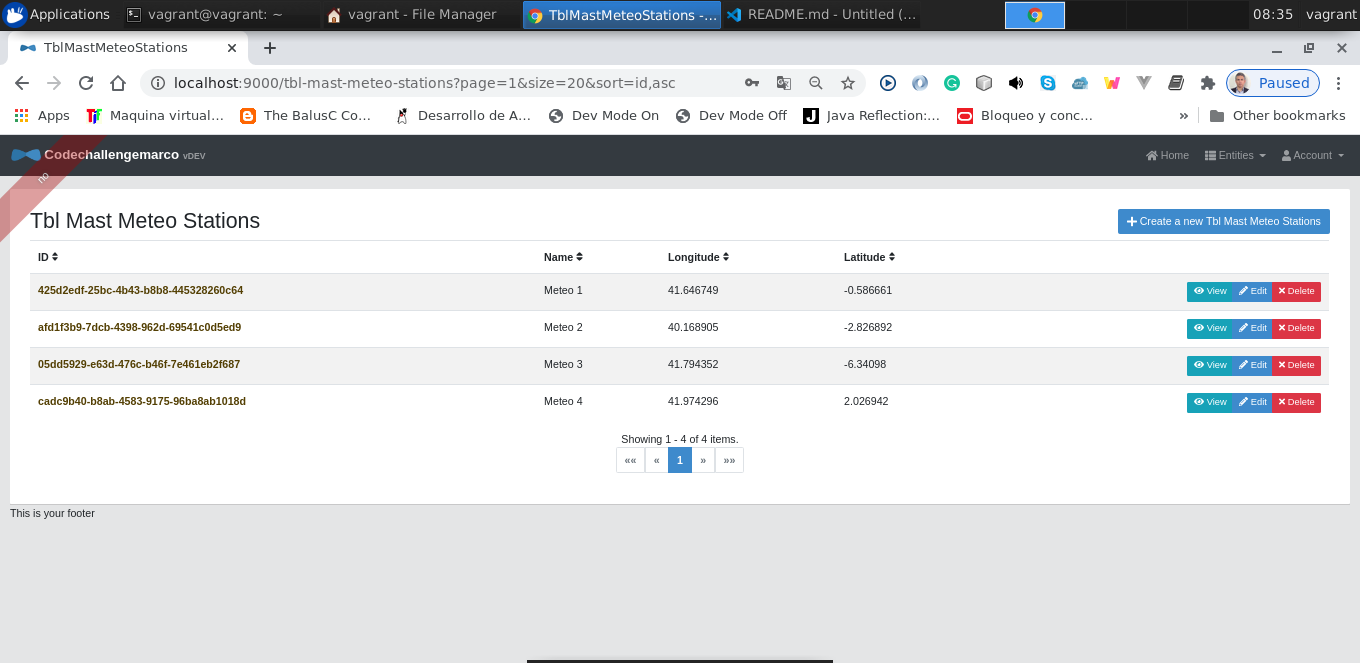 Applications vagrant@vagrant: ~ vagrant - File Manager TblMastMeteoStations -... README.md - Untitled (... 08:35 vagrant
TblMastMeteoStations
localhost:9000/tbl-mast-meteo-stations?page=1&size=20&sort=id,asc Paused
Apps Maquina virtual... The BalusC Co... Desarrollo de A... Dev Mode On Dev Mode Off Java Reflection:... Bloqueo y conc... » Other bookmarks
Codechallengemarco vDEV Home Entities Account
no
Tbl Mast Meteo Stations Create a new Tbl Mast Meteo Stations
ID Name Longitude Latitude
425d2edf-25bc-4b43-b8b8-445328260c64 Meteo 1 41.646749 -0.586661 View Edit Delete
afd1f3b9-7dcb-4398-962d-69541c0d5ed9 Meteo 2 40.168905 -2.826892 View Edit Delete
05dd5929-e63d-476c-b46f-7e461eb2f687 Meteo 3 41.794352 -6.34098 View Edit Delete
cadc9b40-b8ab-4583-9175-96ba8ab1018d Meteo 4 41.974296 2.026942 View Edit Delete
Showing 1 - 4 of 4 items.
«« « 1 » »»
This is your footer